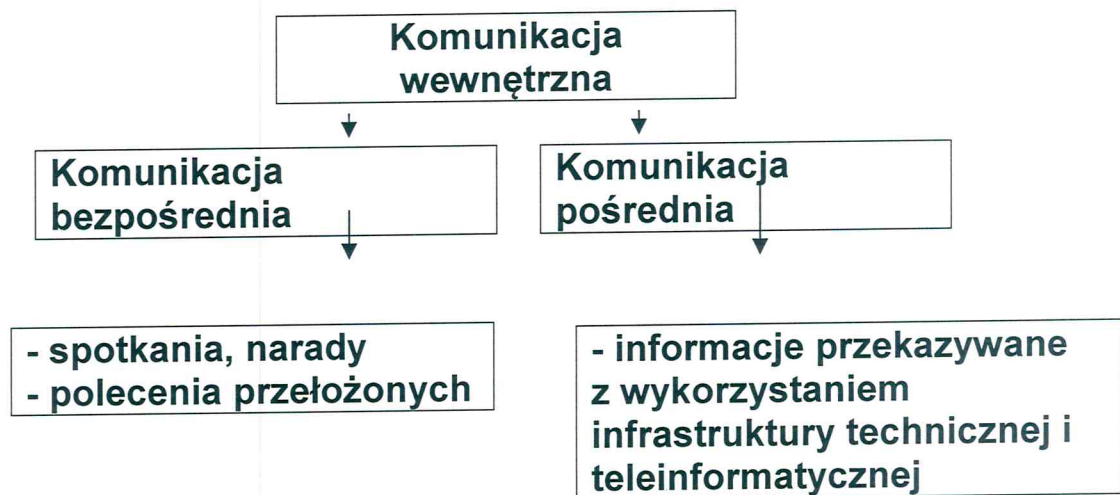 Komunikacja
wewnętrzna
Komunikacja
bezpośrednia
Komunikacja
pośrednia
- spotkania, narady
- polecenia przełożonych
- informacje przekazywane
z wykorzystaniem
infrastruktury technicznej i
teleinformatycznej